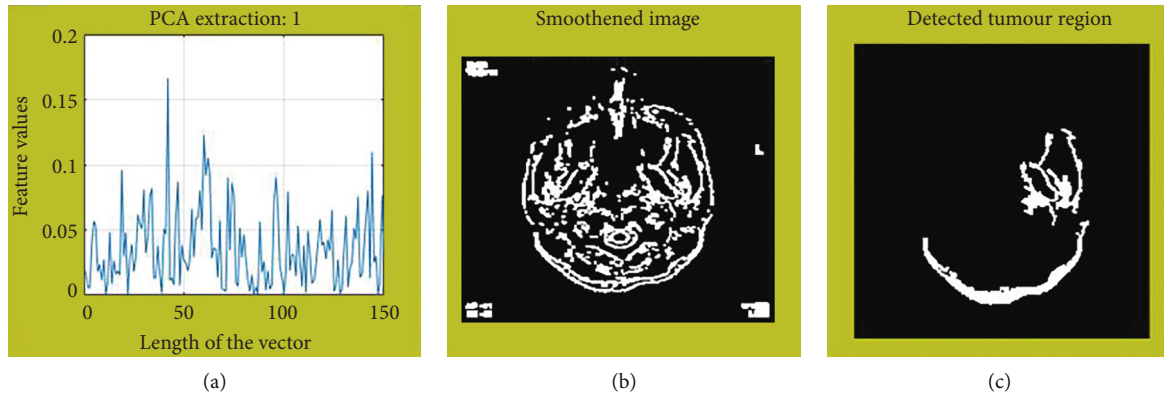 PCA extraction: 1
0.2
0.15
0.1
0.05
0
Feature values
0 50 100 150
Length of the vector
(a)
Smoothened image
L
(b)
Detected tumour region
(c)